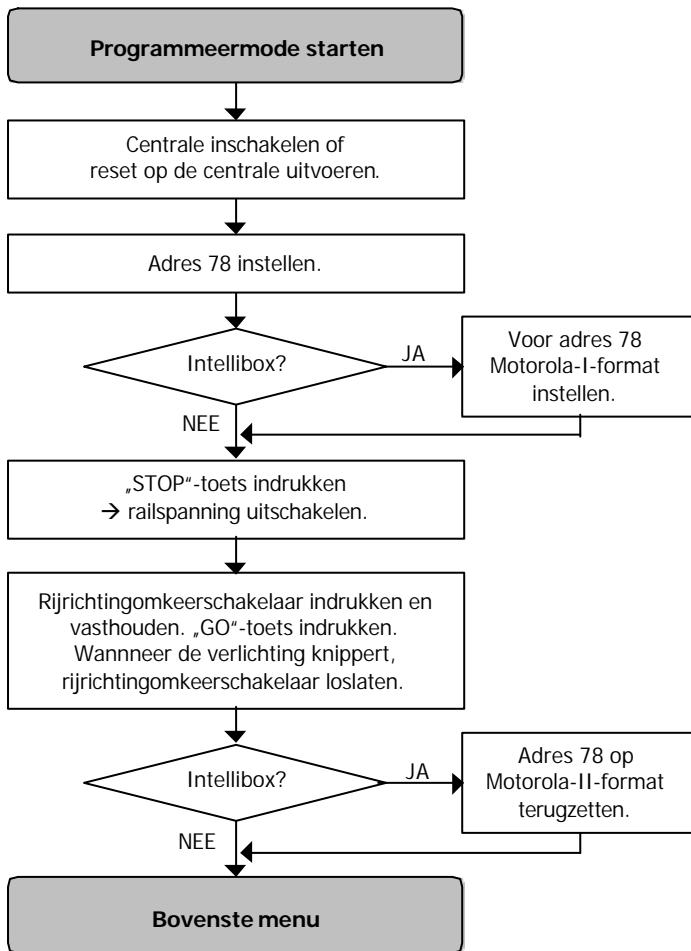 Programmeermode starten
Centrale inschakelen of
reset op de centrale uitvoeren.
Adres 78 instellen.
Intellibox?
JA
Voor adres 78
Motorola-I-format
instellen.
NEE
„STOP“-toets indrukken
→ railspanning uitschakelen.
Rijrichtingomkeerschakelaar indrukken en
vasthouden. „GO“-toets indrukken.
Wannneer de verlichting knippert,
rijrichtingomkeerschakelaar loslaten.
Intellibox?
JA
Adres 78 op
Motorola-II-format
terugzetten.
NEE
Bovenste menu